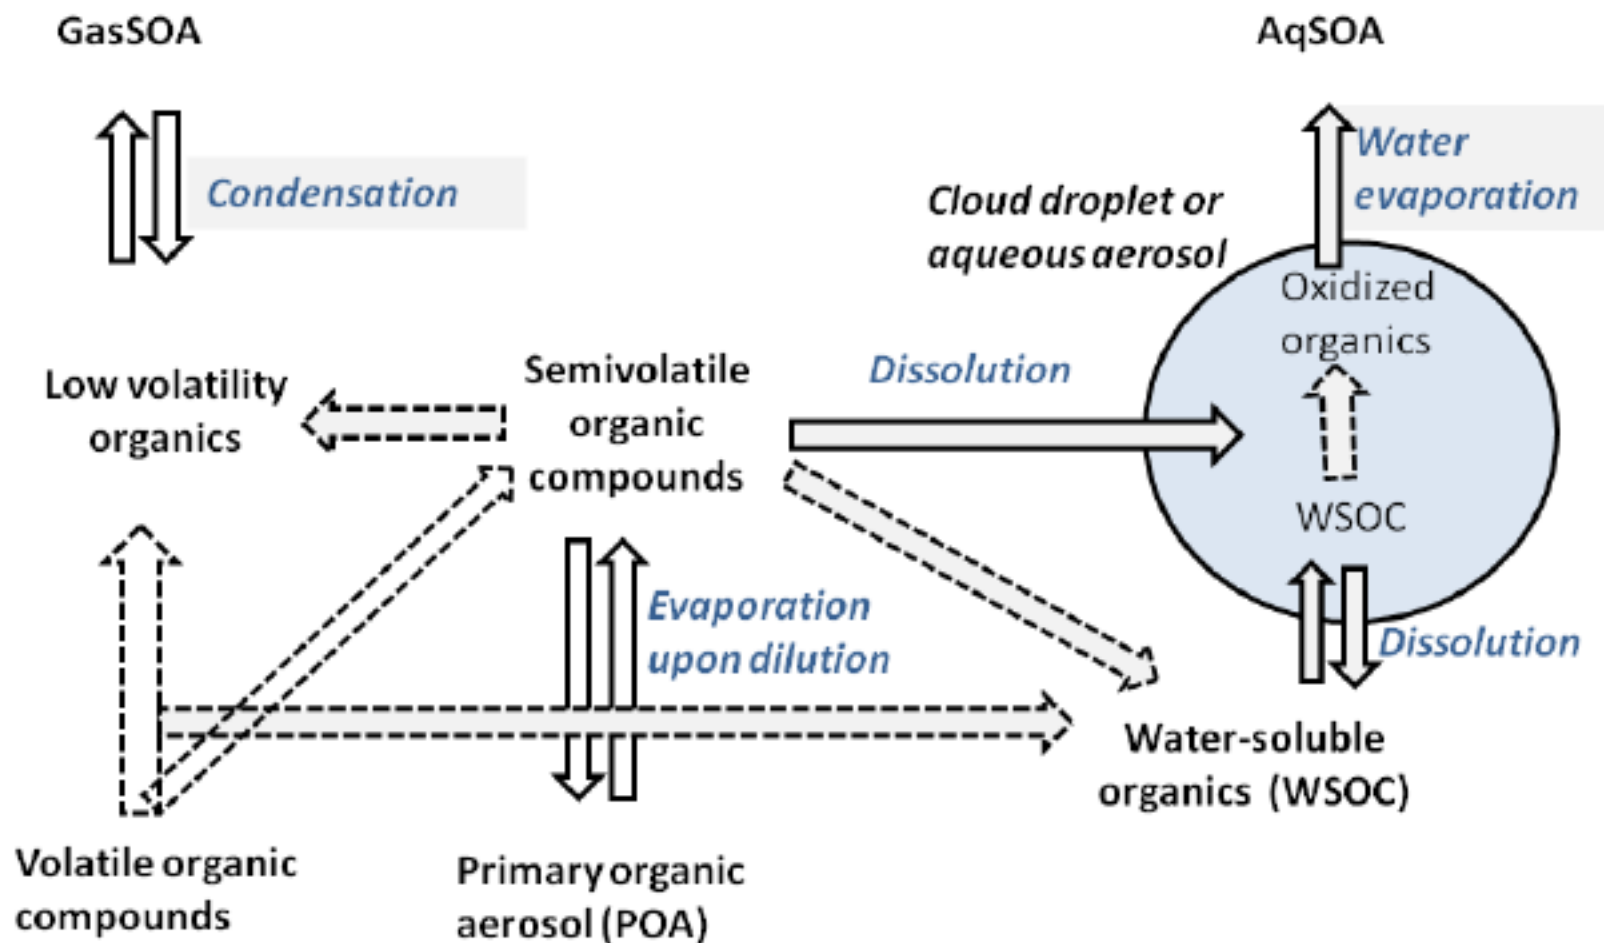 GasSOA
AqSOA
Condensation
Water
evaporation
Cloud droplet or
aqueous aerosol
Oxidized
organics
Low volatility
organics
Semivolatile
organic
compounds
Dissolution
WSOC
Evaporation
upon dilution
Dissolution
Water-soluble
organics (WSOC)
Volatile organic
compounds
Primary organic
aerosol (POA)